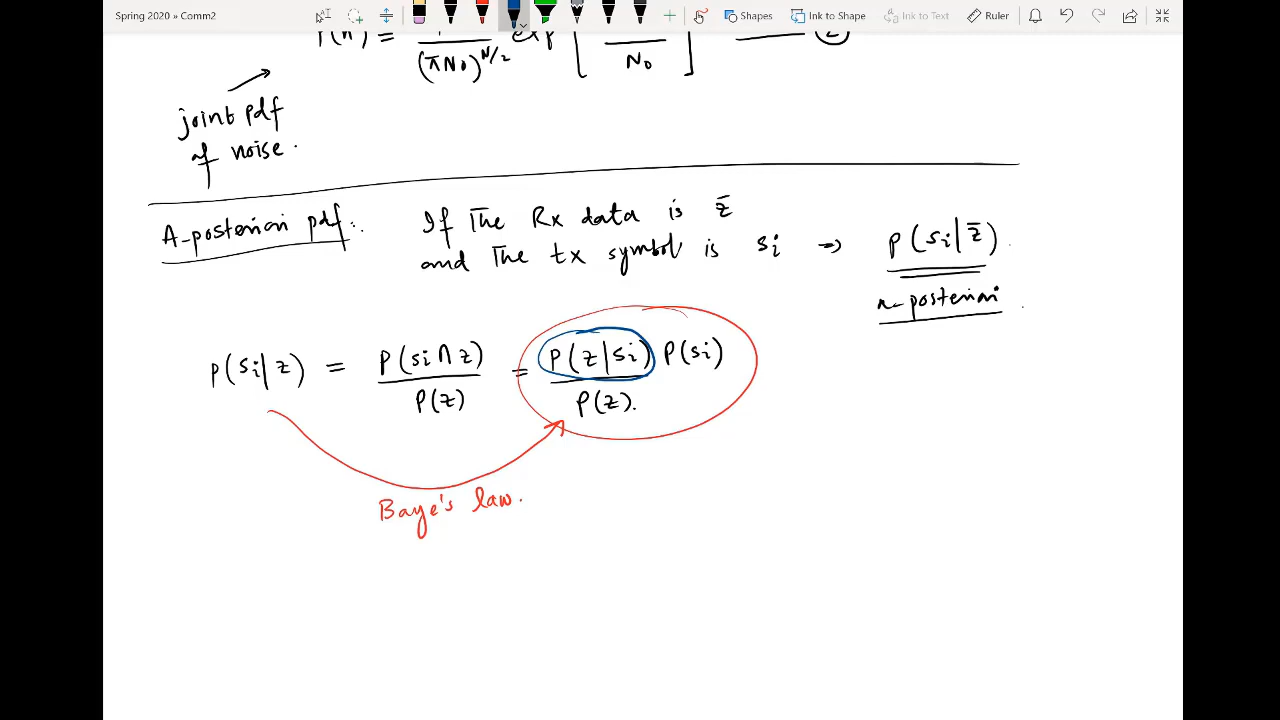 Spring 2020 » Comm2
Shapes Ink to Shape Ink to Text Ruler
P(n) = (πN0)^N/2 exp [ N0 ] 2
joint pdf
of noise.
A-posteriori pdf:. If The Rx data is z̄
and The tx symbol is si ⇒ P(si|z̄)
a-posteriori
P(si|z) = P(si ∩ z) / P(z) = P(z|si) P(si) / P(z).
Baye's law.